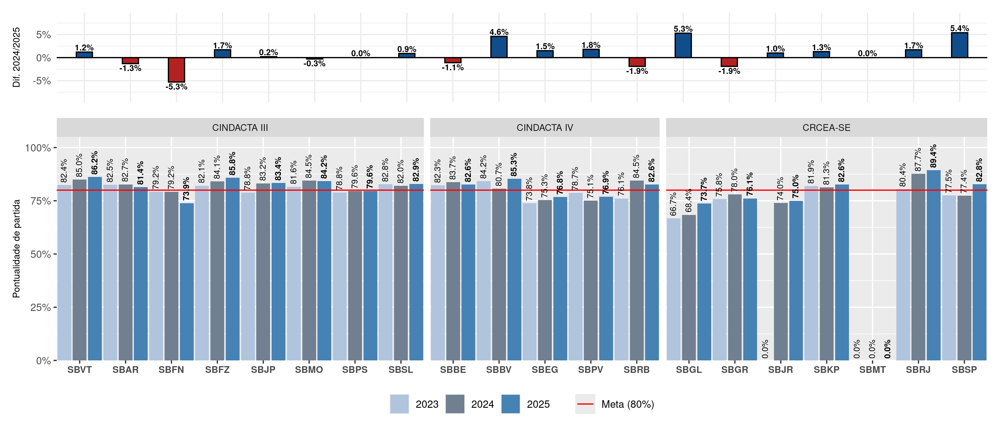 Dif. 2024/2025
5%
0%
-5%
1.2%
-1.3%
-5.3%
1.7%
0.2%
-0.3%
0.0%
0.9%
-1.1%
4.6%
1.5%
1.8%
-1.9%
5.3%
-1.9%
1.0%
1.3%
0.0%
1.7%
5.4%
CINDACTA III
CINDACTA IV
CRCEA-SE
Pontualidade de partida
100%
75%
50%
25%
0%
82.4% 85.0% 86.2%
82.5% 82.7% 81.4%
79.2% 79.2% 73.9%
82.1% 84.1% 85.8%
78.8% 83.2% 83.4%
81.6% 84.5% 84.2%
78.8% 79.6% 79.6%
82.8% 82.0% 82.9%
82.3% 83.7% 82.6%
84.2% 80.7% 85.3%
73.8% 75.3% 76.8%
78.7% 75.1% 76.9%
76.1% 84.5% 82.6%
66.7% 68.4% 73.7%
75.8% 78.0% 76.1%
0.0% 74.0% 75.0%
81.9% 81.3% 82.6%
0.0% 0.0% 0.0%
80.4% 87.7% 89.4%
77.5% 77.4% 82.8%
SBVT SBAR SBFN SBFZ SBJP SBMO SBPS SBSL SBBE SBBV SBEG SBPV SBRB SBGL SBGR SBJR SBKP SBMT SBRJ SBSP
2023 2024 2025 Meta (80%)